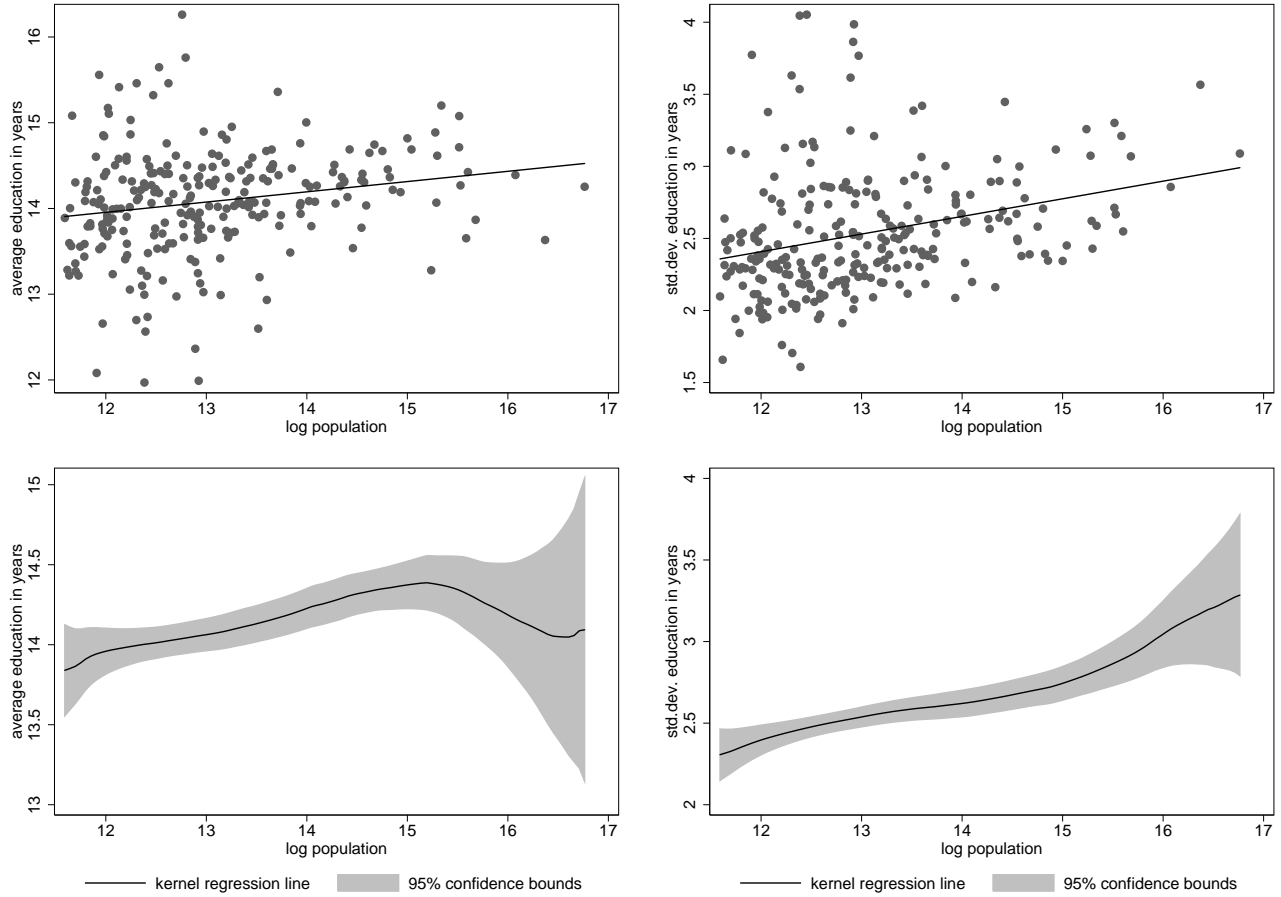 average education in years
16
15
14
13
12
12 13 14 15 16 17
log population
std.dev. education in years
4
3.5
3
2.5
2
1.5
12 13 14 15 16 17
log population
average education in years
15
14.5
14
13.5
13
12 13 14 15 16 17
log population
kernel regression line 95% confidence bounds
std.dev. education in years
4
3.5
3
2.5
2
12 13 14 15 16 17
log population
kernel regression line 95% confidence bounds